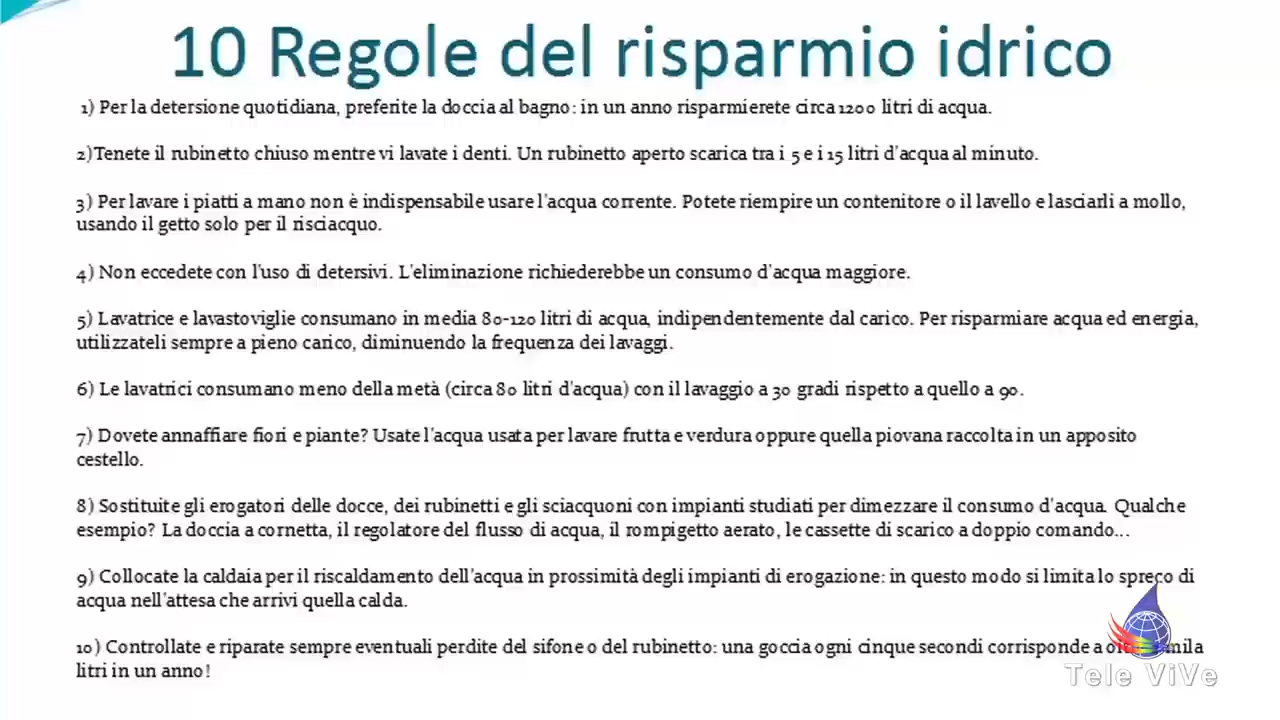 10 Regole del risparmio idrico
1) Per la detersione quotidiana, preferite la doccia al bagno: in un anno risparmierete circa 1200 litri di acqua.
2)Tenete il rubinetto chiuso mentre vi lavate i denti. Un rubinetto aperto scarica tra i 5 e i 15 litri d'acqua al minuto.
3) Per lavare i piatti a mano non è indispensabile usare l'acqua corrente. Potete riempire un contenitore o il lavello e lasciarli a mollo,
usando il getto solo per il risciacquo.
4) Non eccedete con l'uso di detersivi. L'eliminazione richiederebbe un consumo d'acqua maggiore.
5) Lavatrice e lavastoviglie consumano in media 80-120 litri di acqua, indipendentemente dal carico. Per risparmiare acqua ed energia,
utilizzateli sempre a pieno carico, diminuendo la frequenza dei lavaggi.
6) Le lavatrici consumano meno della metà (circa 80 litri d'acqua) con il lavaggio a 30 gradi rispetto a quello a 90.
7) Dovete annaffiare fiori e piante? Usate l'acqua usata per lavare frutta e verdura oppure quella piovana raccolta in un apposito
cestello.
8) Sostituite gli erogatori delle docce, dei rubinetti e gli sciacquoni con impianti studiati per dimezzare il consumo d'acqua. Qualche
esempio? La doccia a cornetta, il regolatore del flusso di acqua, il rompigetto aerato, le cassette di scarico a doppio comando...
9) Collocate la caldaia per il riscaldamento dell'acqua in prossimità degli impianti di erogazione: in questo modo si limita lo spreco di
acqua nell'attesa che arrivi quella calda.
10) Controllate e riparate sempre eventuali perdite del sifone o del rubinetto: una goccia ogni cinque secondi corrisponde a mila
litri in un anno!
Tele ViVe